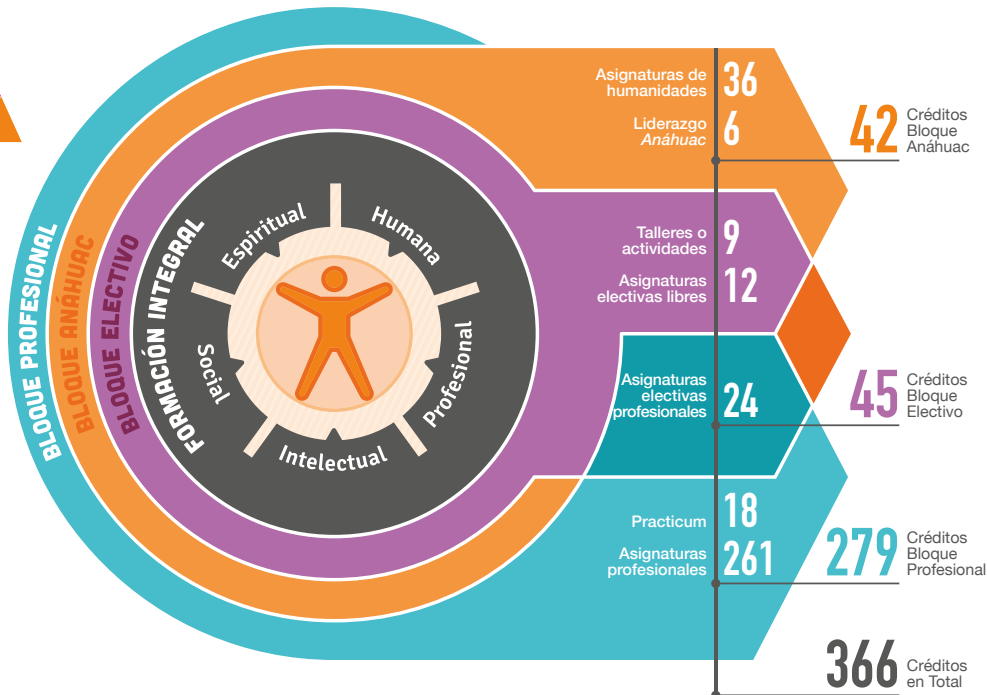 BLOQUE PROFESIONAL
BLOQUE ANÁHUAC
BLOQUE ELECTIVO
FORMACIÓN INTEGRAL
Espiritual
Humana
Social
Profesional
Intelectual
Asignaturas de
humanidades
36
Liderazgo
Anáhuac
6
42
Créditos
Bloque
Anáhuac
Talleres o
actividades
9
Asignaturas
electivas libres
12
Asignaturas
electivas
profesionales
24
45
Créditos
Bloque
Electivo
Practicum
18
Asignaturas
profesionales
261
279
Créditos
Bloque
Profesional
366
Créditos
en Total